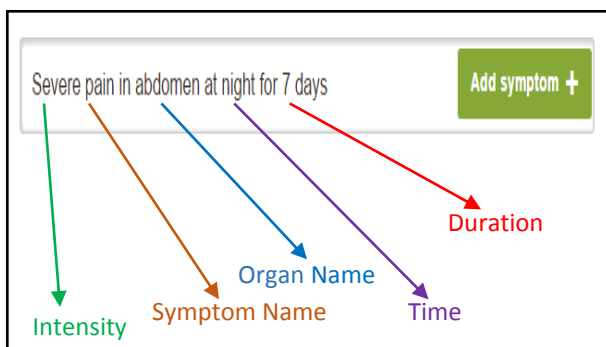 Severe pain in abdomen at night for 7 days
Add symptom +
Duration
Organ Name
Symptom Name
Time
Intensity